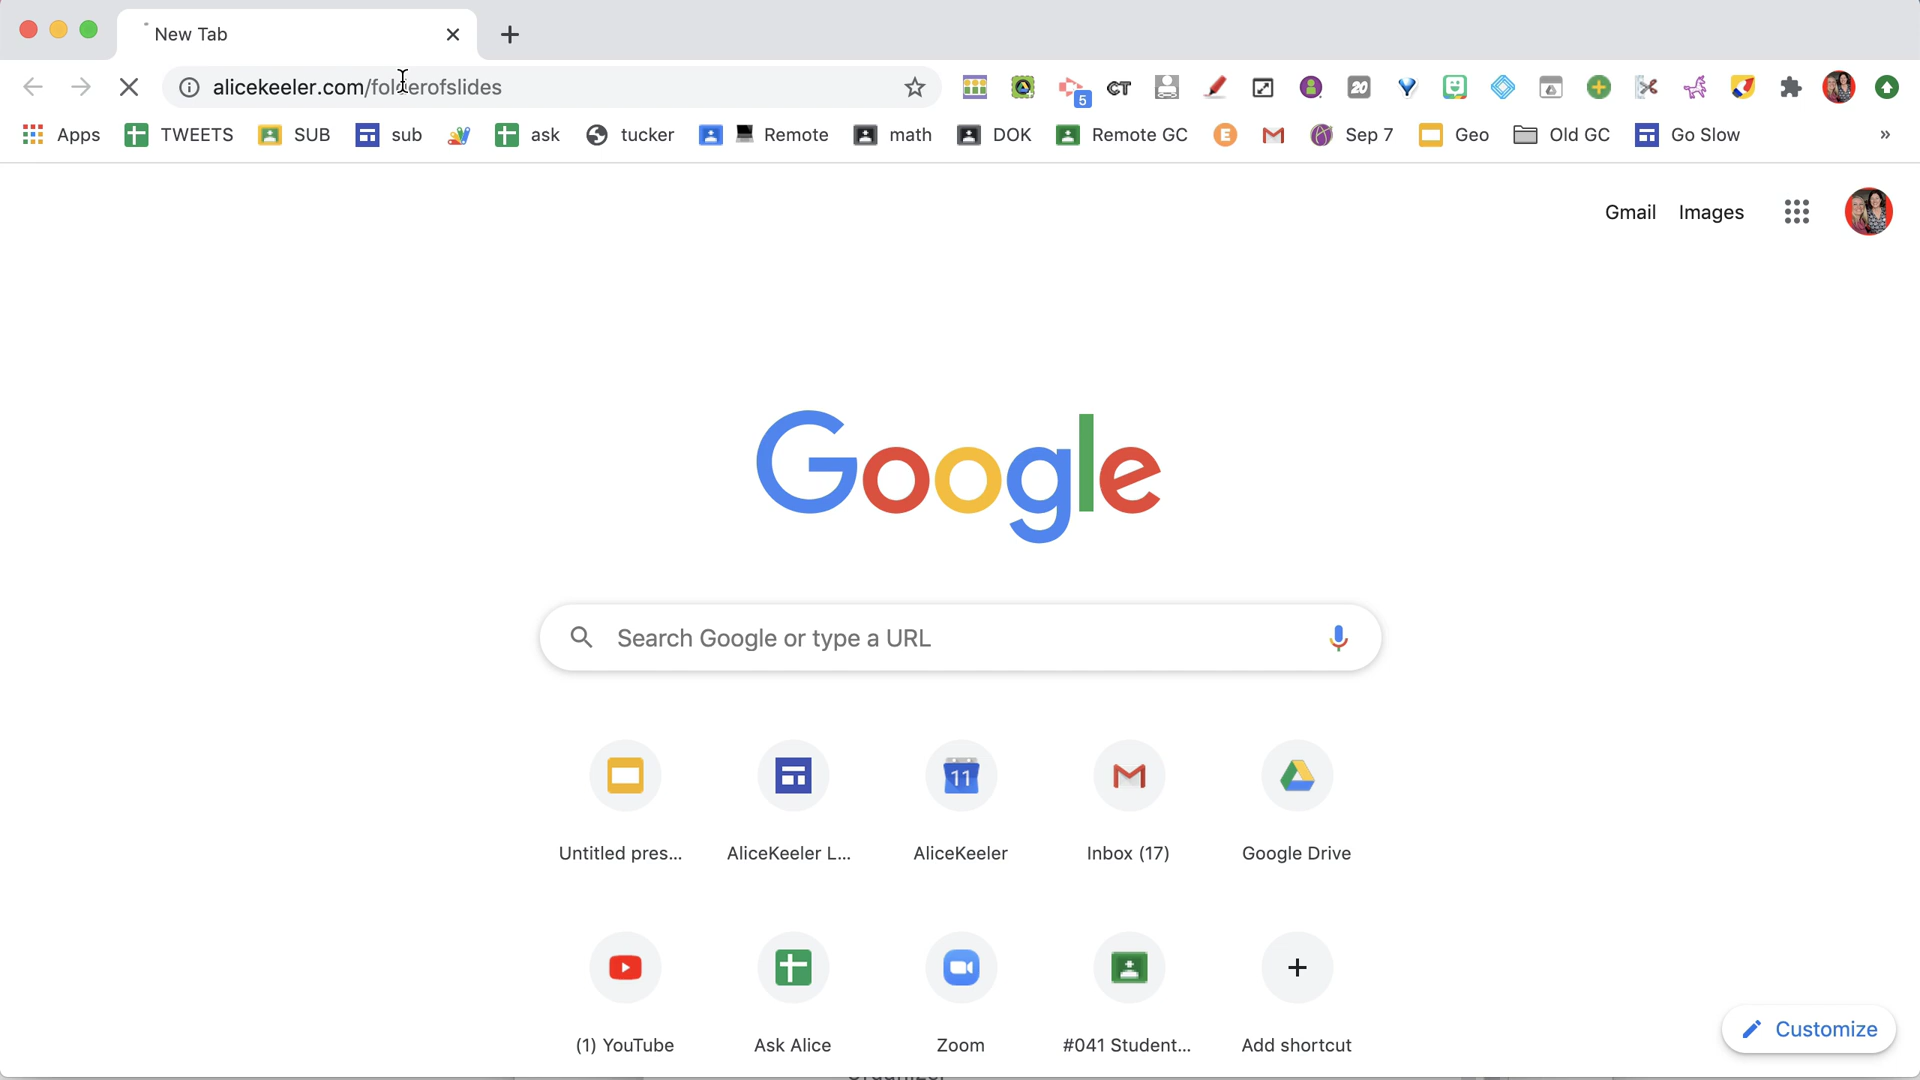 New Tab
alicekeeler.com/folderofslides
5 CT 20
Apps TWEETS SUB sub ask tucker Remote math DOK Remote GC E Sep 7 Geo Old GC Go Slow »
Gmail Images
Google
Search Google or type a URL
11
Untitled pres... AliceKeeler L... AliceKeeler Inbox (17) Google Drive
(1) YouTube Ask Alice Zoom #041 Student... Add shortcut
Customize